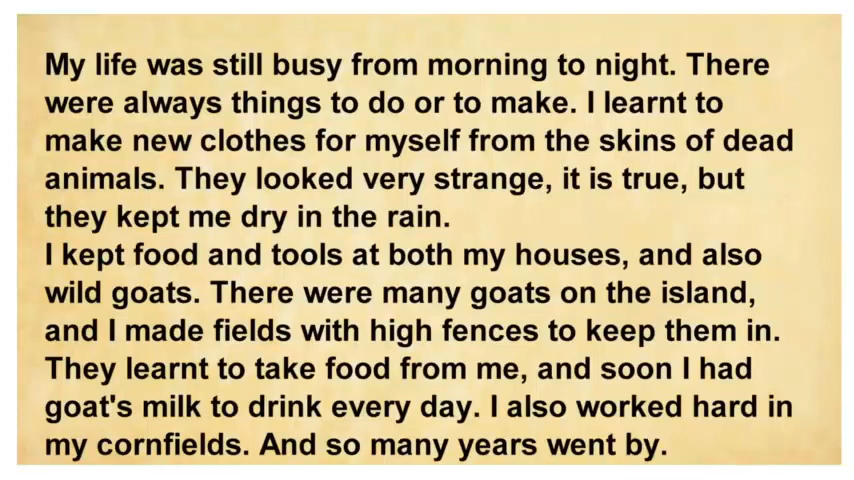 My life was still busy from morning to night. There
were always things to do or to make. I learnt to
make new clothes for myself from the skins of dead
animals. They looked very strange, it is true, but
they kept me dry in the rain.
I kept food and tools at both my houses, and also
wild goats. There were many goats on the island,
and I made fields with high fences to keep them in.
They learnt to take food from me, and soon I had
goat's milk to drink every day. I also worked hard in
my cornfields. And so many years went by.